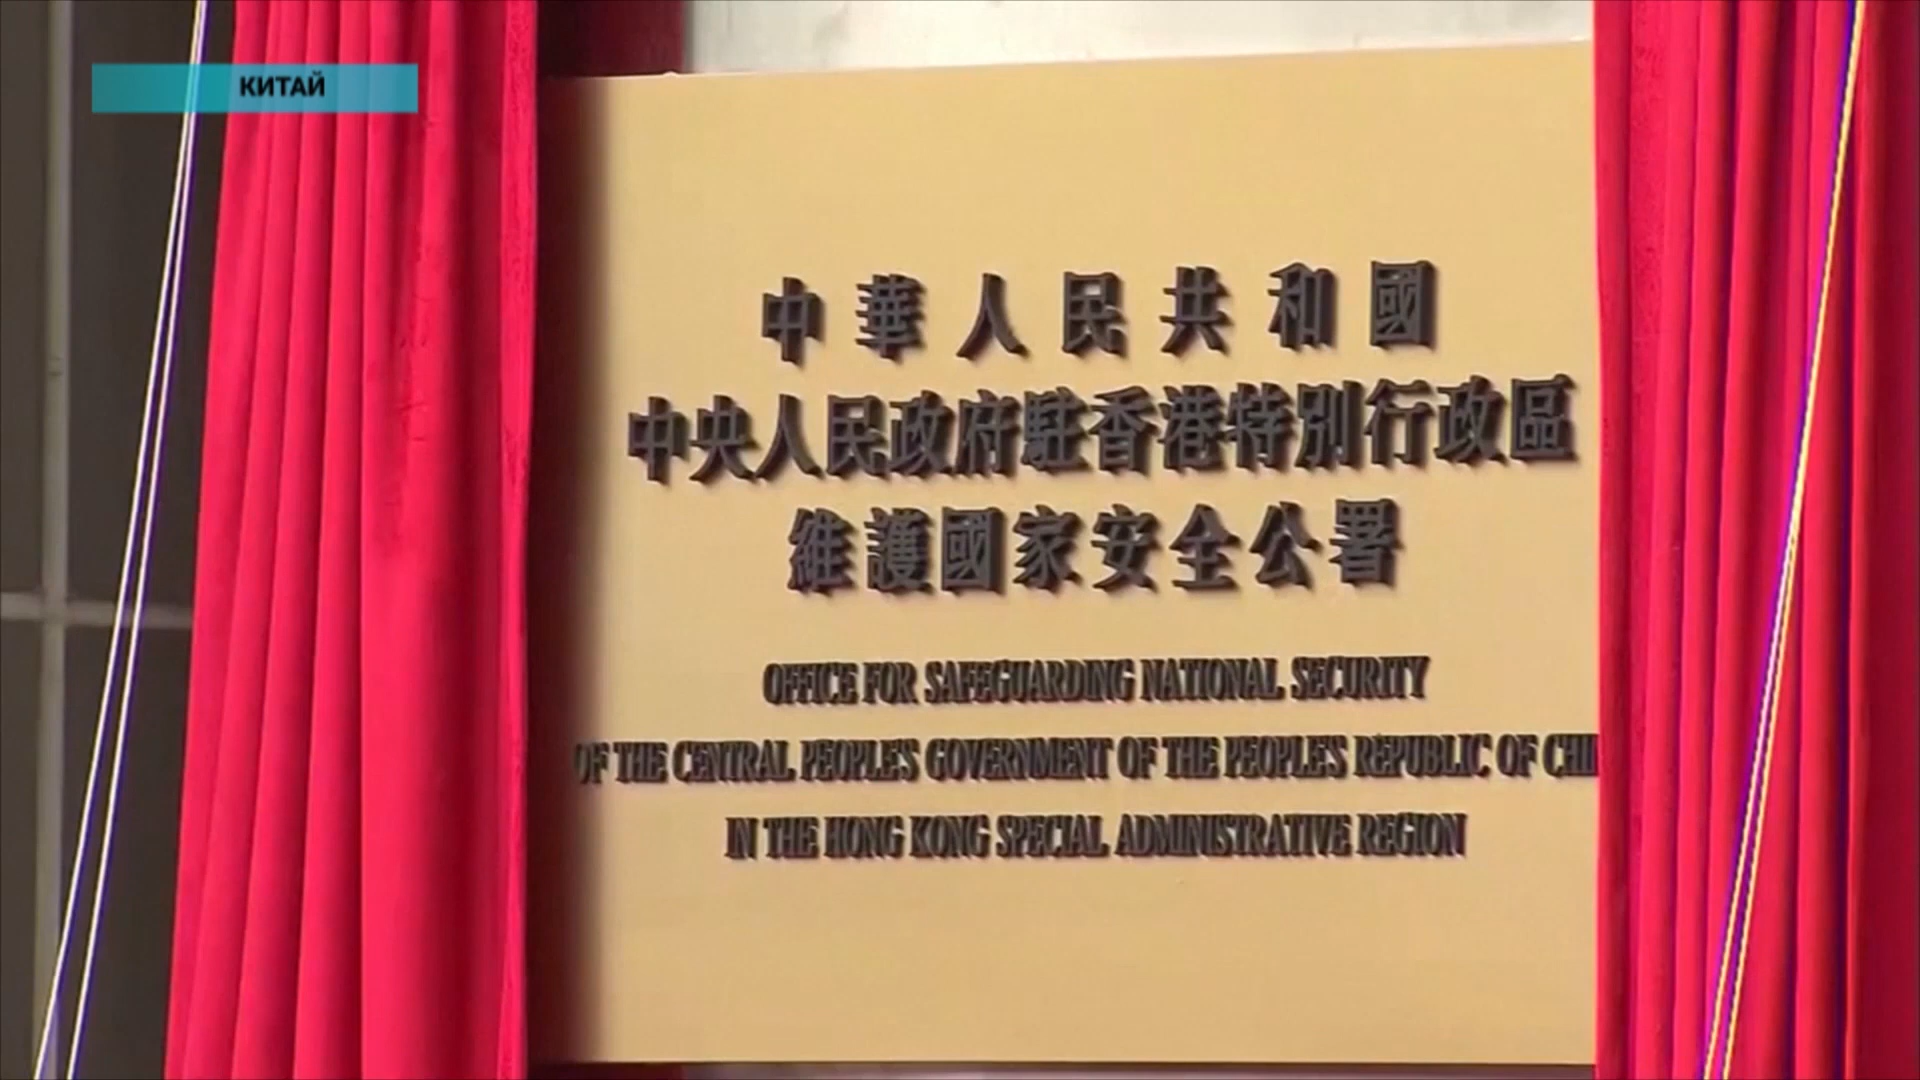 КИТАЙ
中華人民共和國
中央人民政府駐香港特別行政區
維護國家安全公署
OFFICE FOR SAFEGUARDING NATIONAL SECURITY
OF THE CENTRAL PEOPLE'S GOVERNMENT OF THE PEOPLE'S REPUBLIC OF CHI
IN THE HONG KONG SPECIAL ADMINISTRATIVE REGION